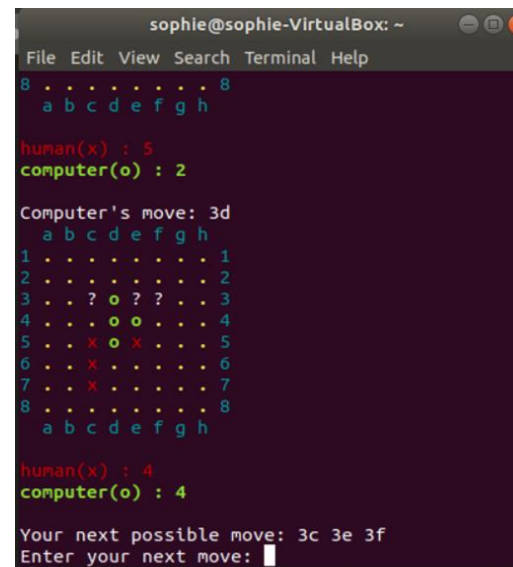 sophie@sophie-VirtualBox: ~
File Edit View Search Terminal Help
8 . . . . . . . . 8
a b c d e f g h
human(x) : 5
computer(o) : 2
Computer's move: 3d
a b c d e f g h
1 . . . . . . . . 1
2 . . . . . . . . 2
3 . . ? o ? ? . . 3
4 . . . o o . . . 4
5 . . x o x . . . 5
6 . . x . . . . . 6
7 . . x . . . . . 7
8 . . . . . . . . 8
a b c d e f g h
human(x) : 4
computer(o) : 4
Your next possible move: 3c 3e 3f
Enter your next move: